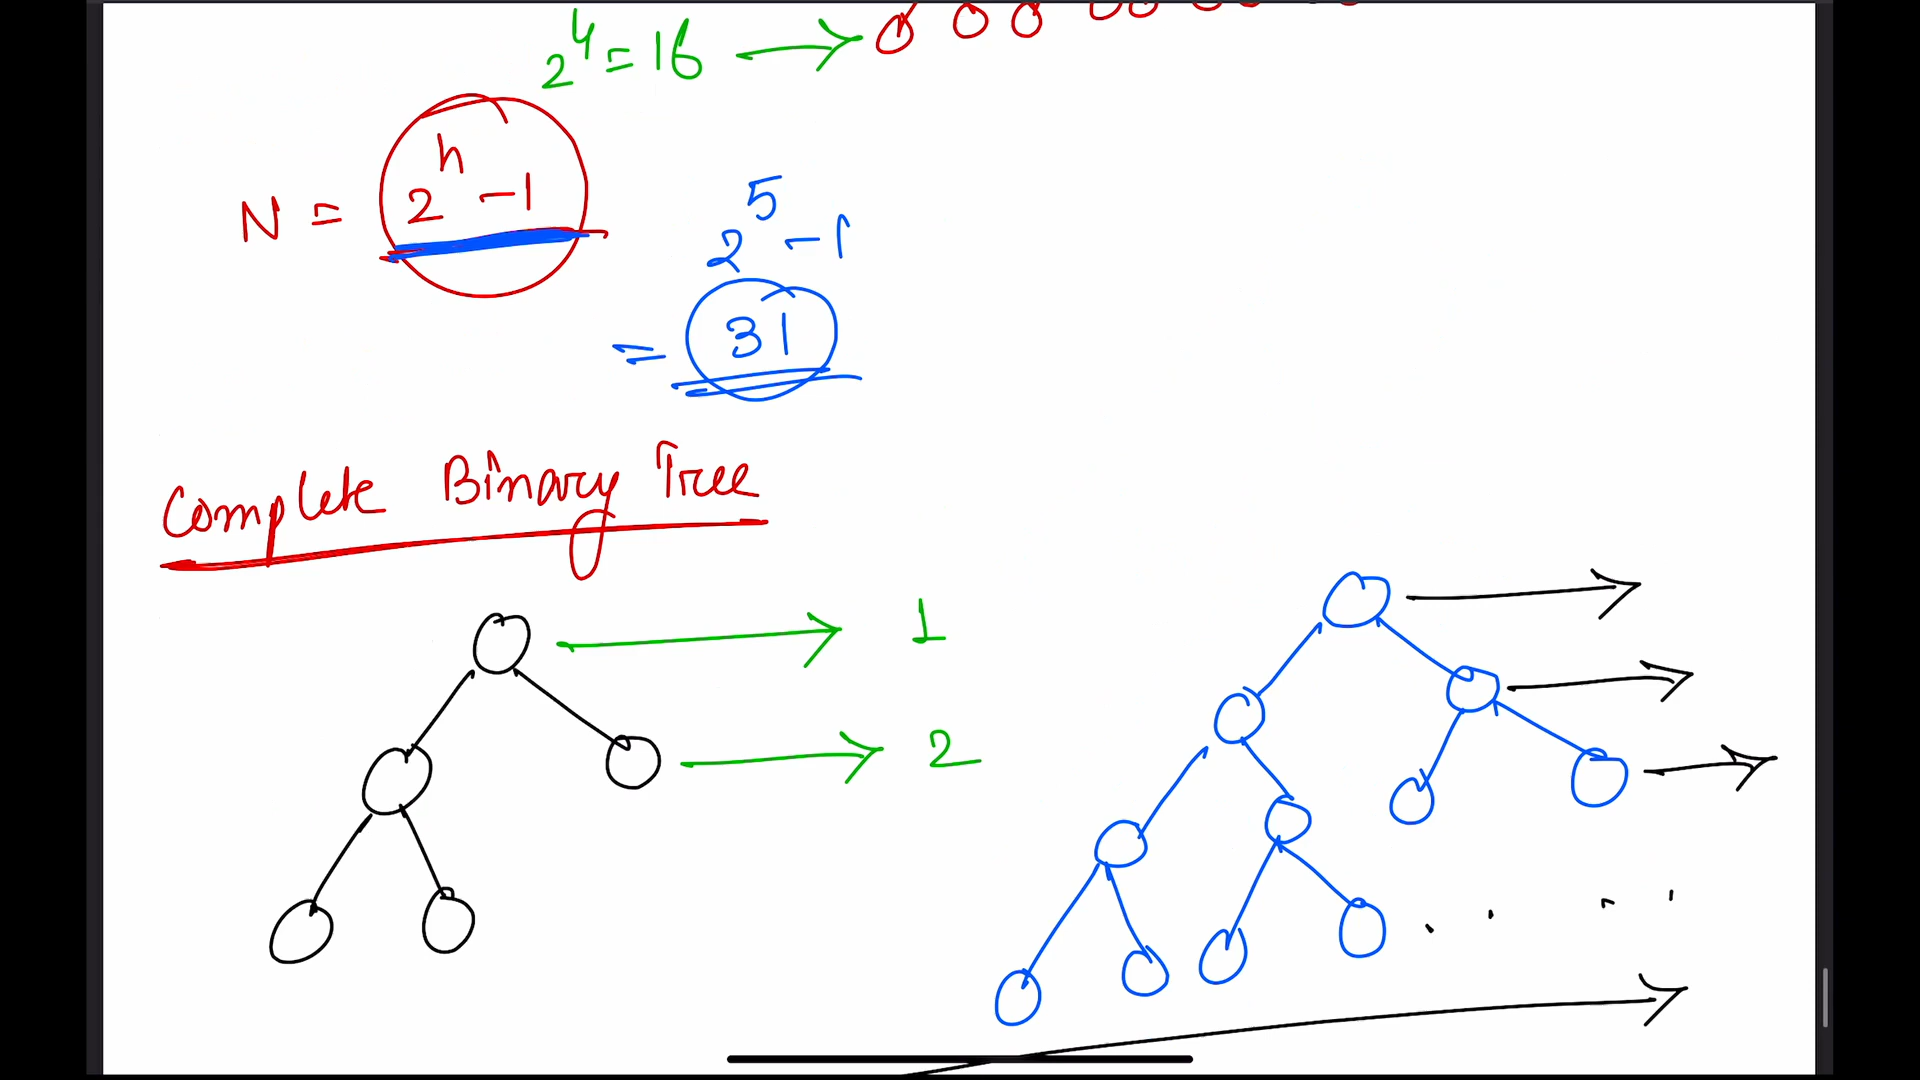 2^4 = 16
N = 2^h - 1
2^5 - 1
= 31
Complete Binary Tree
1
2